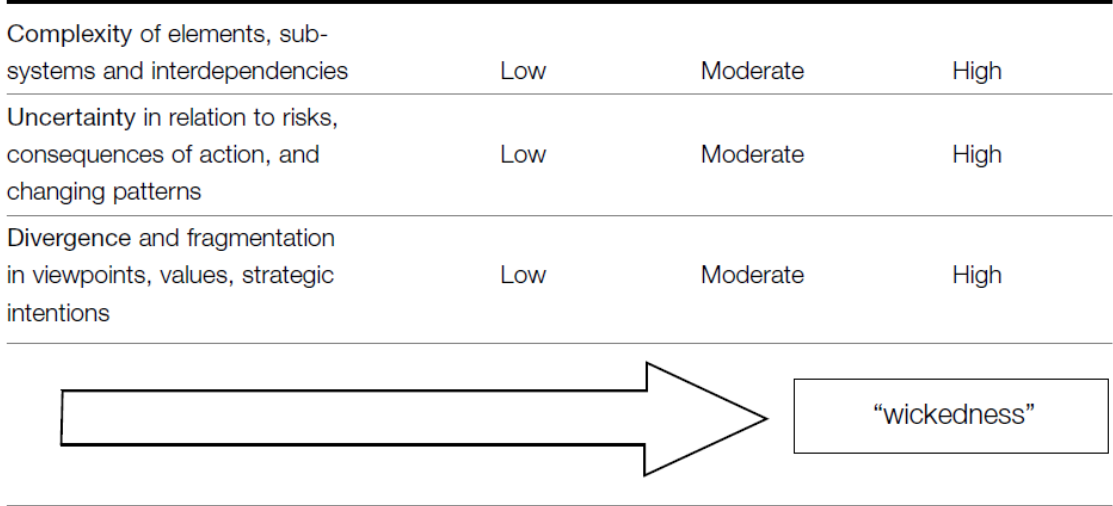 Complexity of elements, sub-
systems and interdependencies Low Moderate High
Uncertainty in relation to risks,
consequences of action, and Low Moderate High
changing patterns
Divergence and fragmentation
in viewpoints, values, strategic Low Moderate High
intentions
“wickedness”